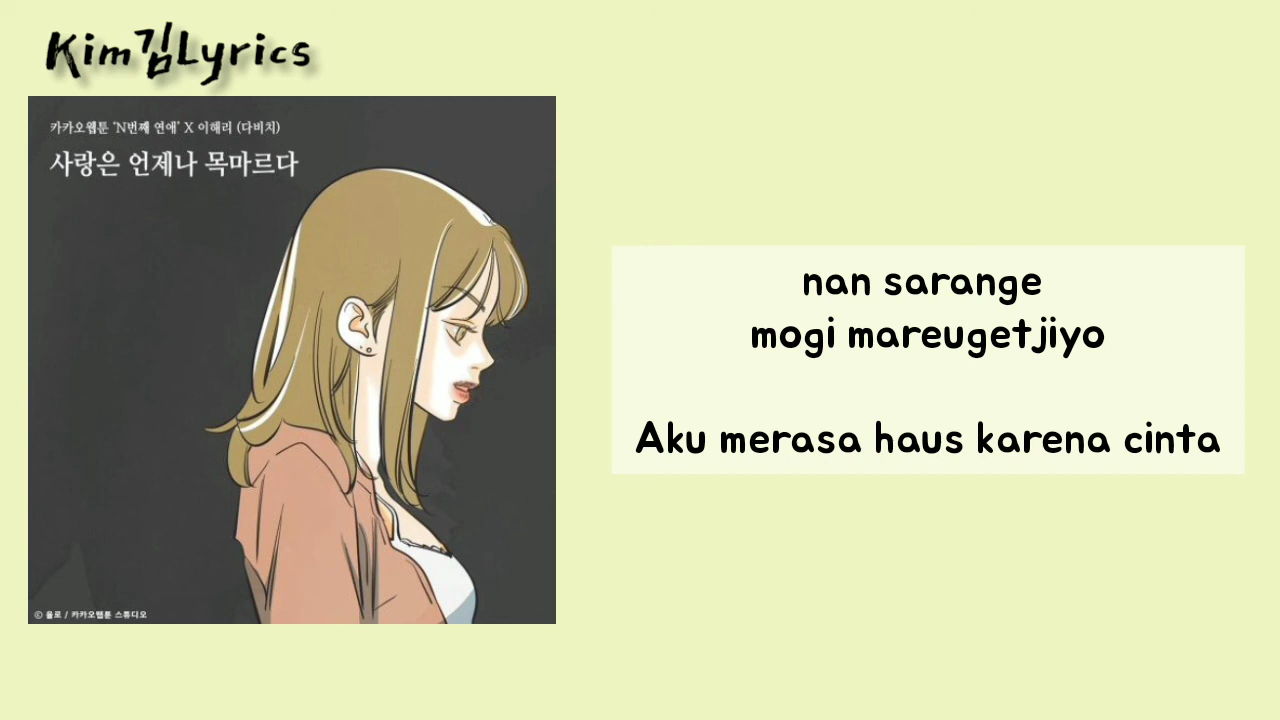 Kim김Lyrics
카카오웹툰 'N번째 연애' X 이해리 (다비치)
사랑은 언제나 목마르다
nan sarange
mogi mareugetjiyo
Aku merasa haus karena cinta
© 율로 / 카카오웹툰 스튜디오